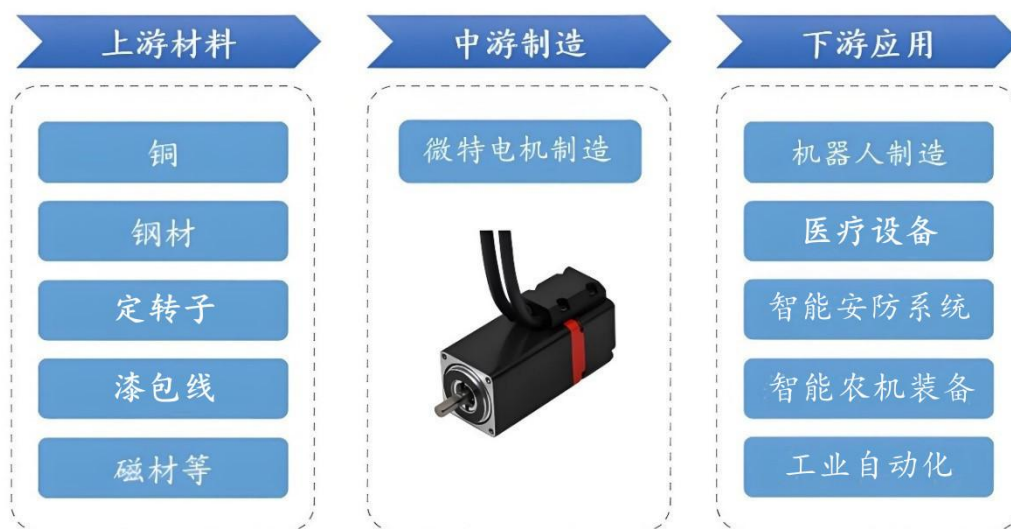 上游材料
铜
钢材
定转子
漆包线
磁材等
中游制造
微特电机制造
下游应用
机器人制造
医疗设备
智能安防系统
智能农机装备
工业自动化